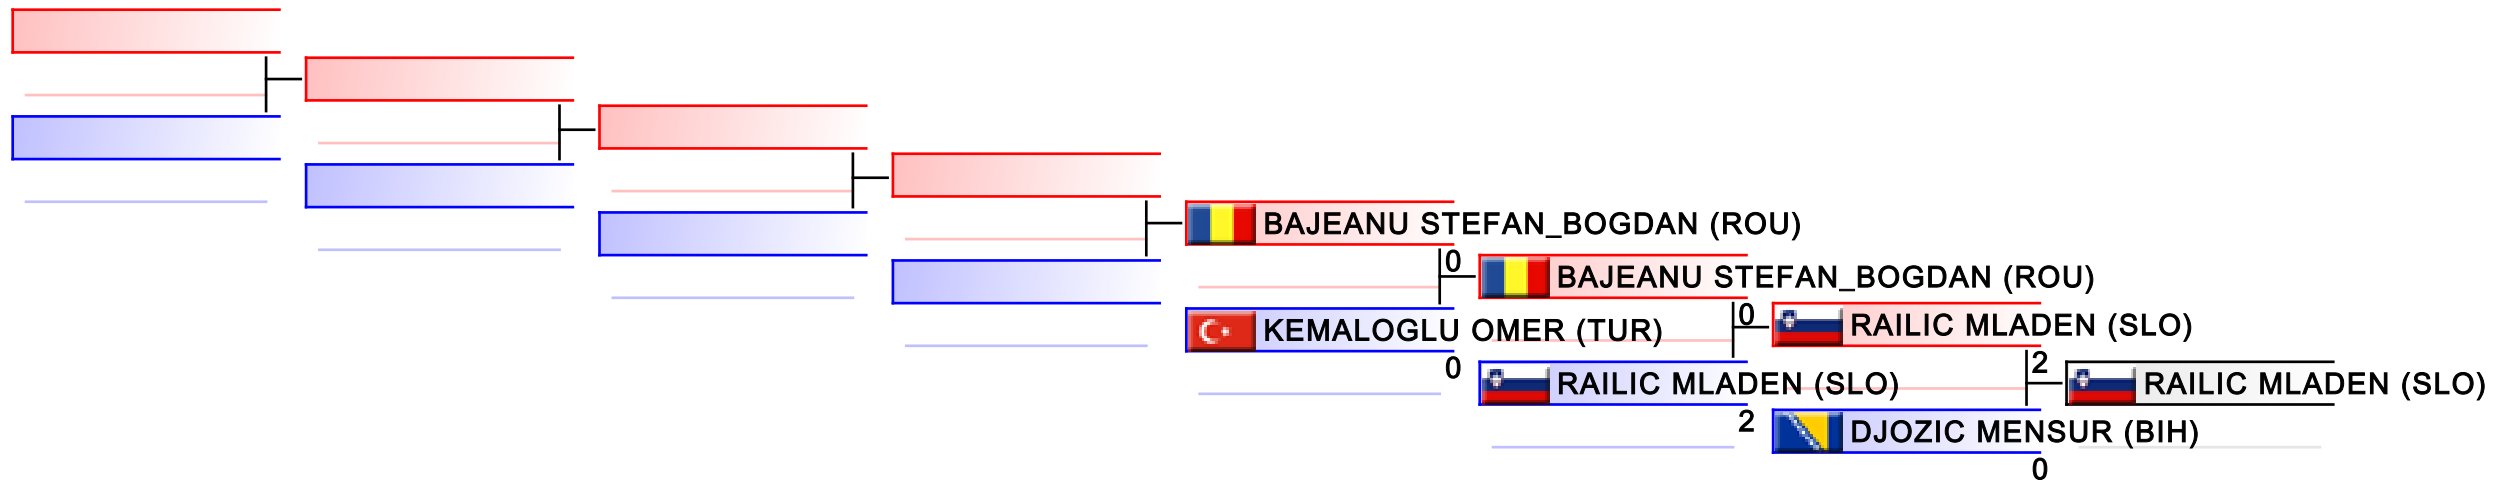 BAJEANU STEFAN_BOGDAN (ROU)
0
BAJEANU STEFAN_BOGDAN (ROU)
0
RAILIC MLADEN (SLO)
KEMALOGLU OMER (TUR)
0
2
RAILIC MLADEN (SLO)
RAILIC MLADEN (SLO)
2
DJOZIC MENSUR (BIH)
0